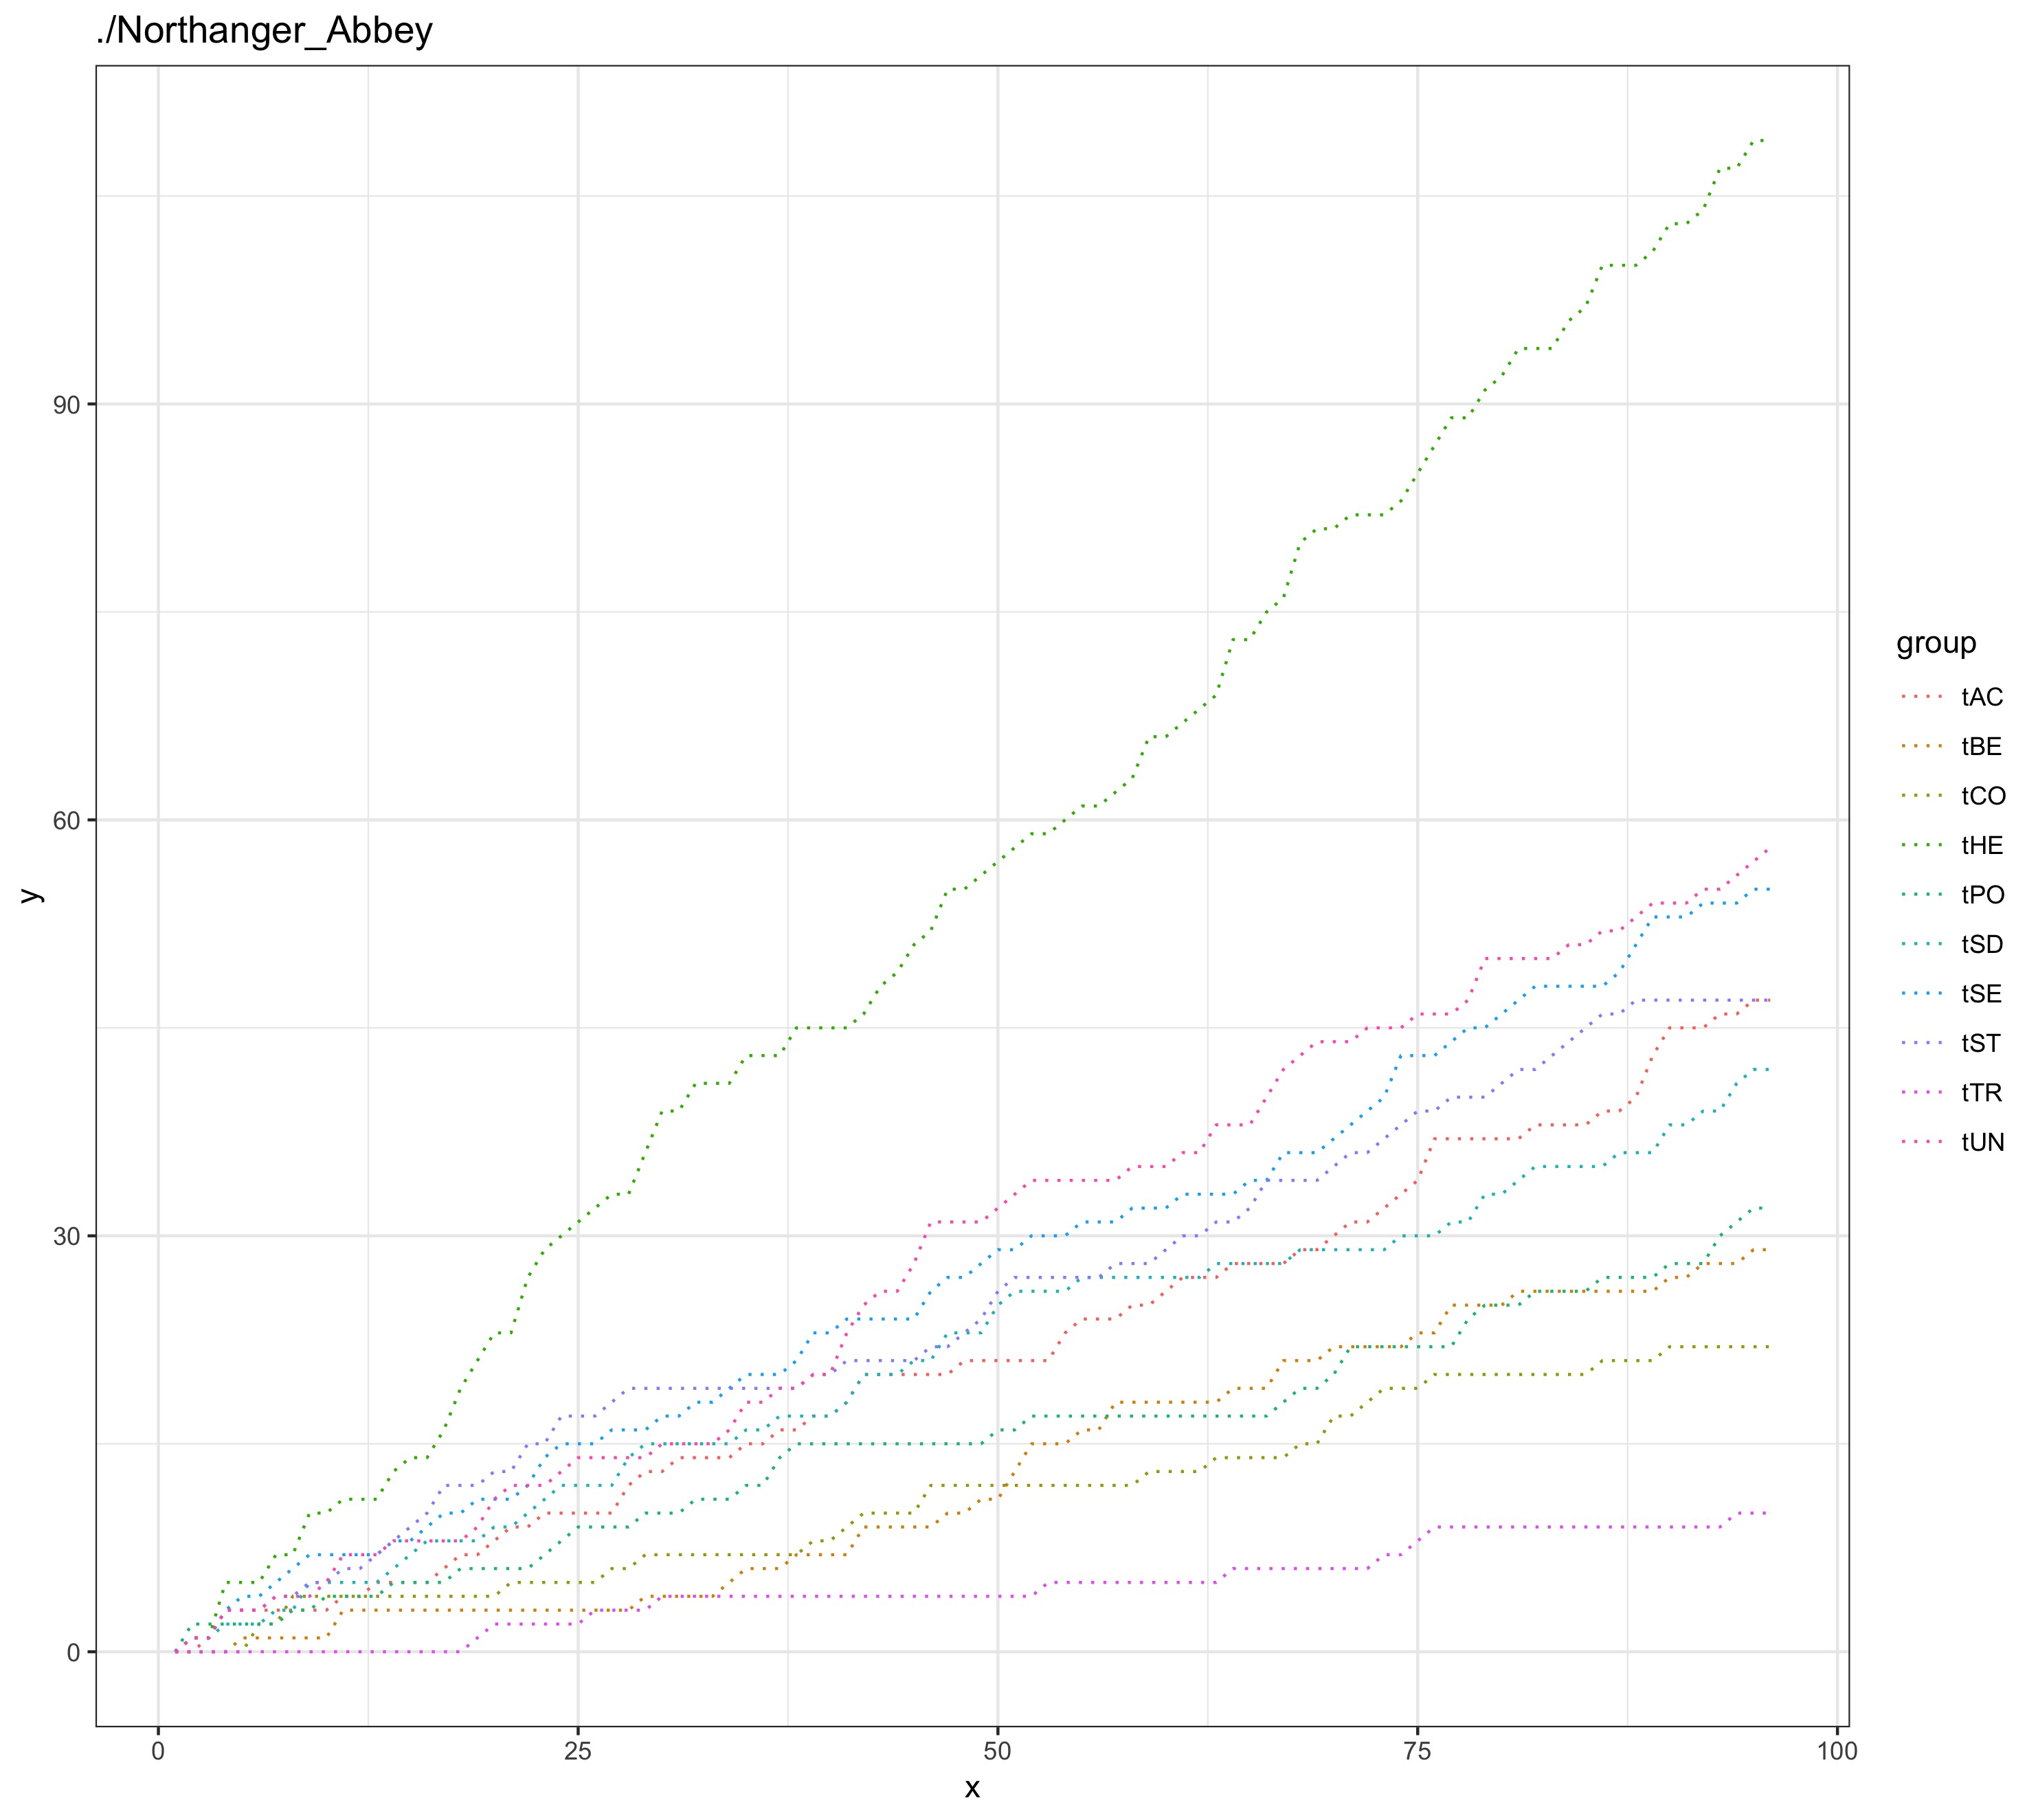 ./Northanger_Abbey
90
60
30
0
y
0 25 50 75 100
x
group
tAC
tBE
tCO
tHE
tPO
tSD
tSE
tST
tTR
tUN